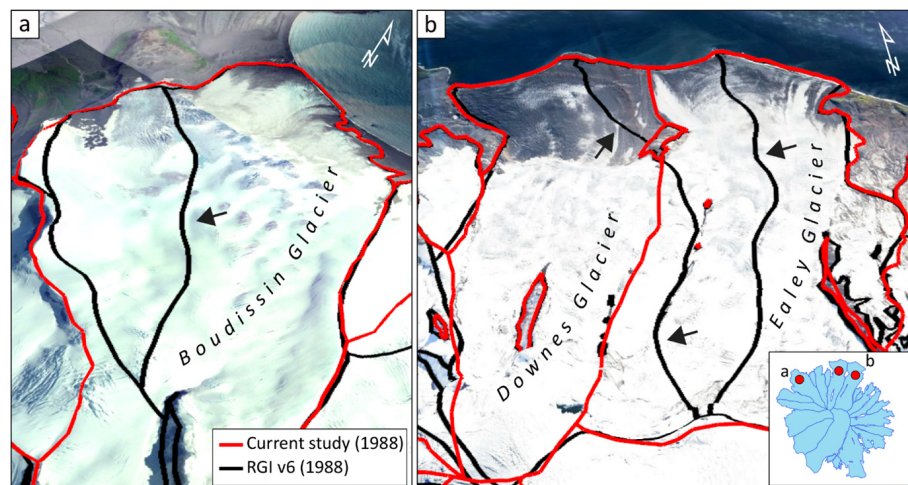 a
N
Boudissin Glacier
Current study (1988)
RGI v6 (1988)
b
N
Downes Glacier
Ealey Glacier
a
b